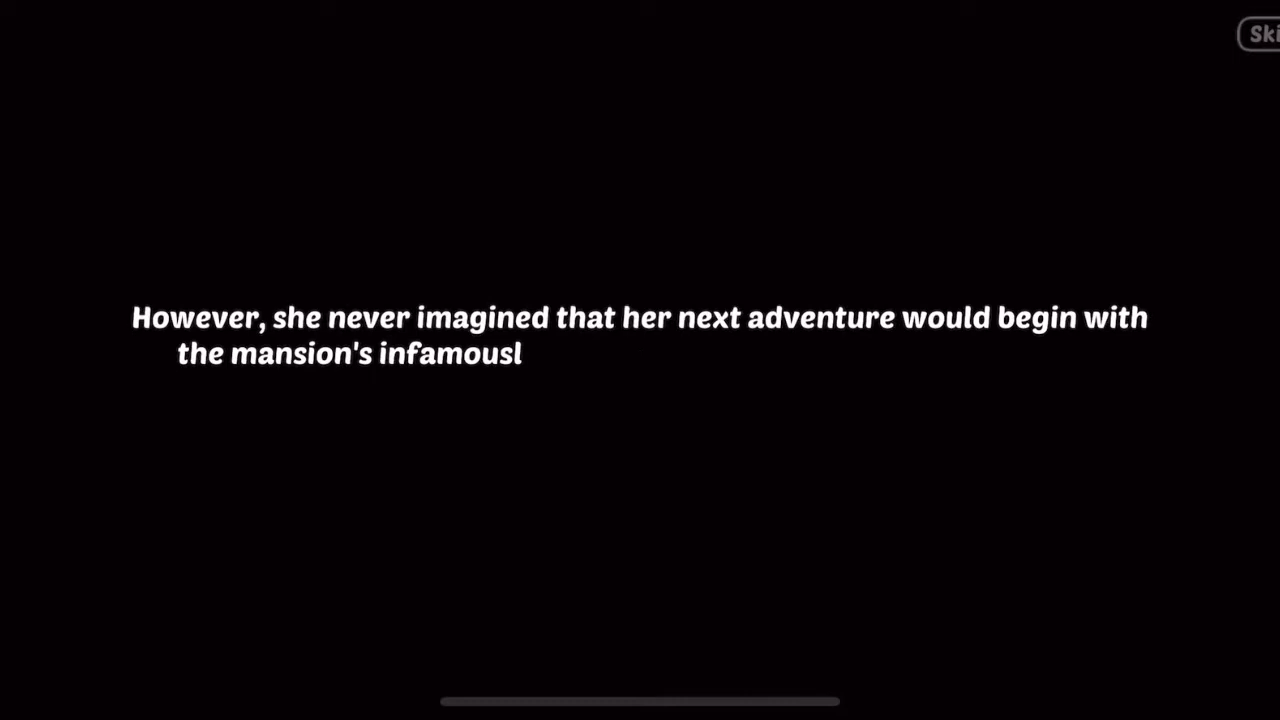 Ski
However, she never imagined that her next adventure would begin with
the mansion's infamousl